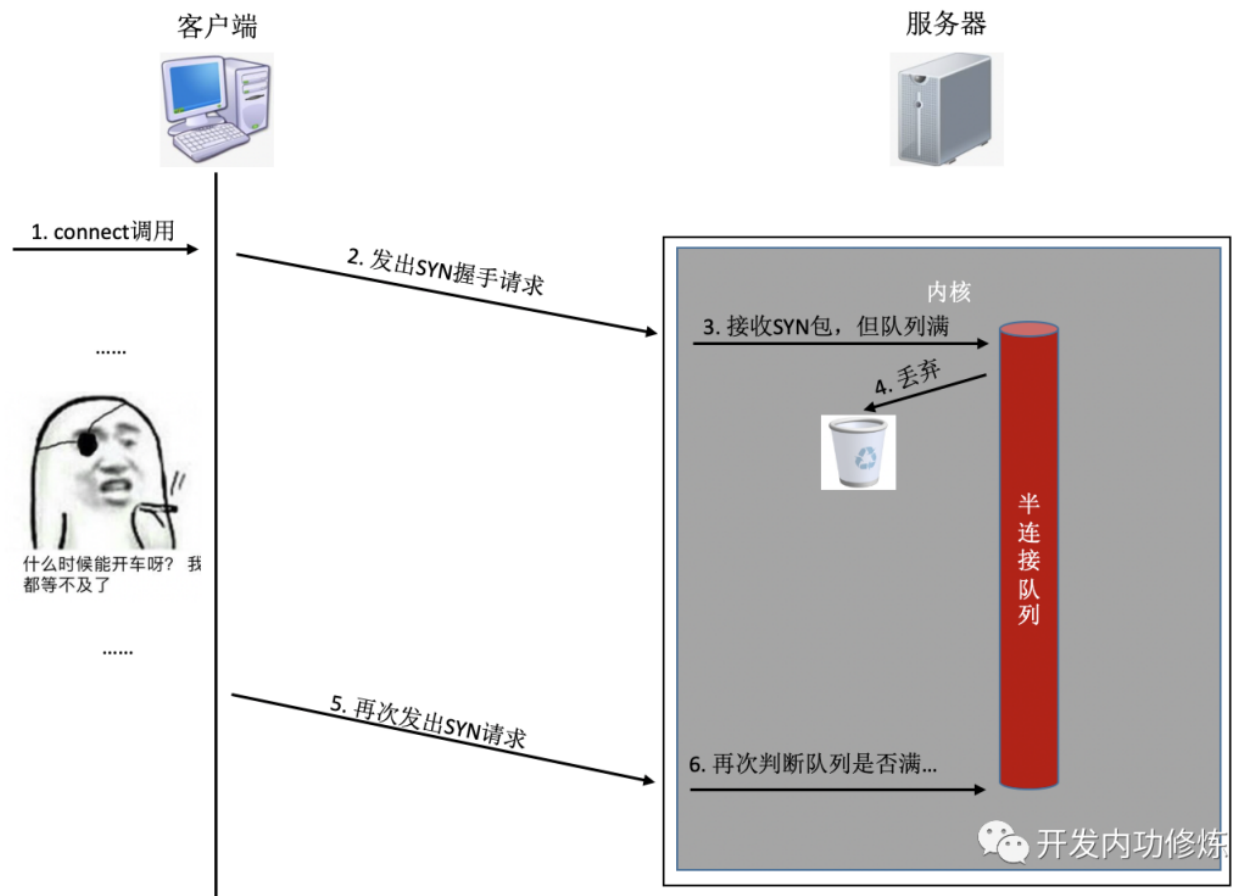 客户端
服务器
1. connect调用
2. 发出SYN握手请求
内核
3. 接收SYN包，但队列满
......
4. 丢弃
半连接队列
什么时候能开车呀？ 我
都等不及了
......
5. 再次发出SYN请求
6. 再次判断队列是否满...
开发内功修炼